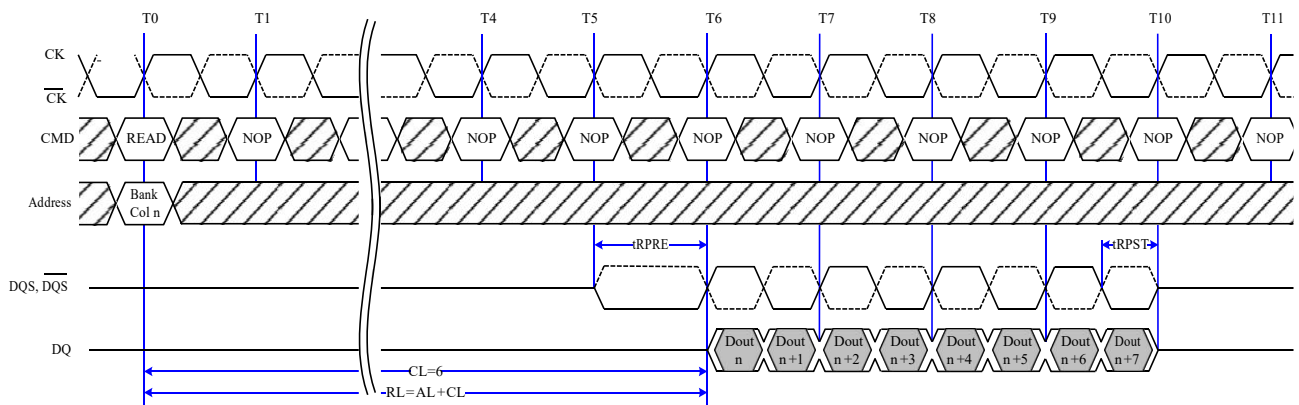 T0 T1 T4 T5 T6 T7 T8 T9 T10 T11
CK
CK
CMD READ NOP NOP NOP NOP NOP NOP NOP NOP NOP
Address Bank
Col n
tRPRE tRPST
DQS, DQS
DQ Dout Dout Dout Dout Dout Dout Dout Dout
n n+1 n+2 n+3 n+4 n+5 n+6 n+7
CL=6
RL=AL+CL